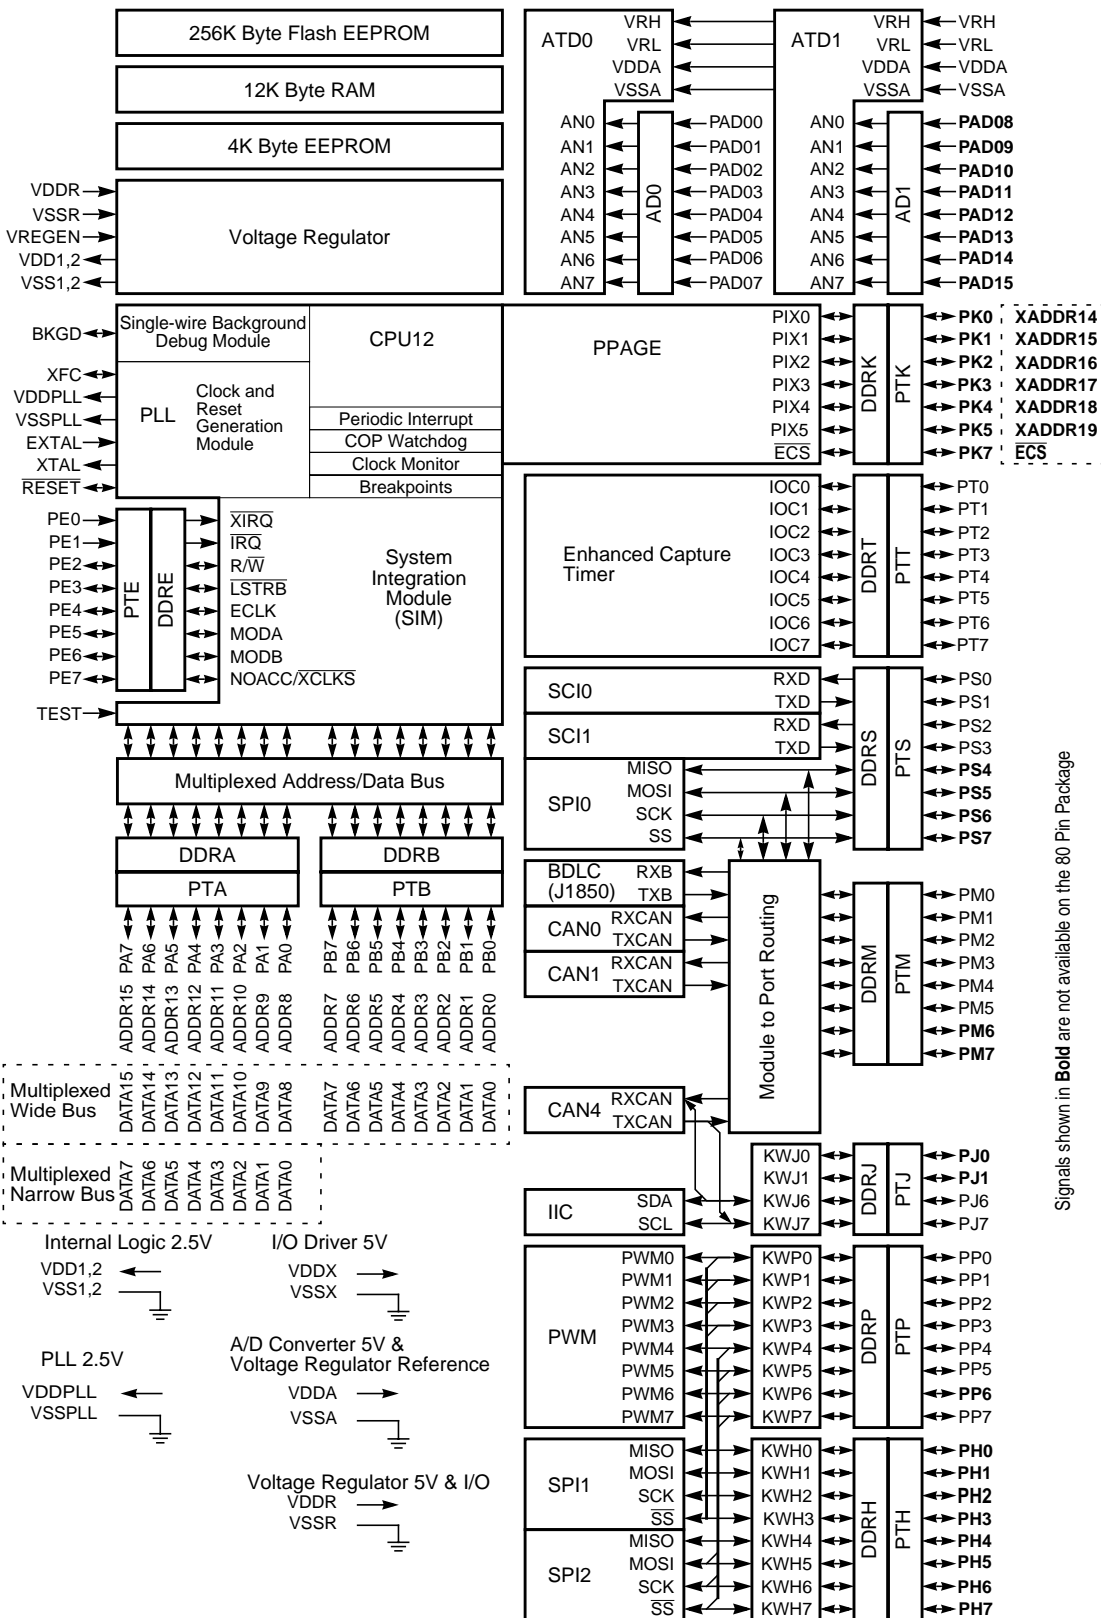 256K Byte Flash EEPROM
12K Byte RAM
4K Byte EEPROM
VDDR
VSSR
VREGEN
VDD1,2
VSS1,2
Voltage Regulator
ATD0
VRH
VRL
VDDA
VSSA
AN0
AN1
AN2
AN3
AN4
AN5
AN6
AN7
AD0
PAD00
PAD01
PAD02
PAD03
PAD04
PAD05
PAD06
PAD07
ATD1
VRH
VRL
VDDA
VSSA
VRH
VRL
VDDA
VSSA
AN0
AN1
AN2
AN3
AN4
AN5
AN6
AN7
AD1
PAD08
PAD09
PAD10
PAD11
PAD12
PAD13
PAD14
PAD15
BKGD
XFC
VDDPLL
VSSPLL
EXTAL
XTAL
RESET
Single-wire Background
Debug Module
CPU12
PLL
Clock and
Reset
Generation
Module
Periodic Interrupt
COP Watchdog
Clock Monitor
Breakpoints
PPAGE
PIX0
PIX1
PIX2
PIX3
PIX4
PIX5
ECS
DDRK
PTK
PK0 XADDR14
PK1 XADDR15
PK2 XADDR16
PK3 XADDR17
PK4 XADDR18
PK5 XADDR19
PK7 ECS
PE0
PE1
PE2
PE3
PE4
PE5
PE6
PE7
TEST
PTE
DDRE
XIRQ
IRQ
R/W
LSTRB
ECLK
MODA
MODB
NOACC/XCLKS
System
Integration
Module
(SIM)
Enhanced Capture
Timer
IOC0
IOC1
IOC2
IOC3
IOC4
IOC5
IOC6
IOC7
DDRT
PTT
PT0
PT1
PT2
PT3
PT4
PT5
PT6
PT7
SCI0
RXD
TXD
SCI1
RXD
TXD
SPI0
MISO
MOSI
SCK
SS
DDRS
PTS
PS0
PS1
PS2
PS3
PS4
PS5
PS6
PS7
Multiplexed Address/Data Bus
DDRA
DDRB
PTA
PTB
PA7
PA6
PA5
PA4
PA3
PA2
PA1
PA0
PB7
PB6
PB5
PB4
PB3
PB2
PB1
PB0
ADDR15
ADDR14
ADDR13
ADDR12
ADDR11
ADDR10
ADDR9
ADDR8
ADDR7
ADDR6
ADDR5
ADDR4
ADDR3
ADDR2
ADDR1
ADDR0
Multiplexed
Wide Bus
DATA15
DATA14
DATA13
DATA12
DATA11
DATA10
DATA9
DATA8
DATA7
DATA6
DATA5
DATA4
DATA3
DATA2
DATA1
DATA0
Multiplexed
Narrow Bus
DATA7
DATA6
DATA5
DATA4
DATA3
DATA2
DATA1
DATA0
BDLC
(J1850)
RXB
TXB
CAN0
RXCAN
TXCAN
CAN1
RXCAN
TXCAN
CAN4
RXCAN
TXCAN
Module to Port Routing
DDRM
PTM
PM0
PM1
PM2
PM3
PM4
PM5
PM6
PM7
IIC
SDA
SCL
KWJ0
KWJ1
KWJ6
KWJ7
DDRJ
PTJ
PJ0
PJ1
PJ6
PJ7
Signals shown in Bold are not available on the 80 Pin Package
Internal Logic 2.5V
VDD1,2
VSS1,2
I/O Driver 5V
VDDX
VSSX
PLL 2.5V
VDDPLL
VSSPLL
A/D Converter 5V &
Voltage Regulator Reference
VDDA
VSSA
Voltage Regulator 5V & I/O
VDDR
VSSR
PWM
PWM0
PWM1
PWM2
PWM3
PWM4
PWM5
PWM6
PWM7
KWP0
KWP1
KWP2
KWP3
KWP4
KWP5
KWP6
KWP7
DDRP
PTP
PP0
PP1
PP2
PP3
PP4
PP5
PP6
PP7
SPI1
MISO
MOSI
SCK
SS
SPI2
MISO
MOSI
SCK
SS
KWH0
KWH1
KWH2
KWH3
KWH4
KWH5
KWH6
KWH7
DDRH
PTH
PH0
PH1
PH2
PH3
PH4
PH5
PH6
PH7